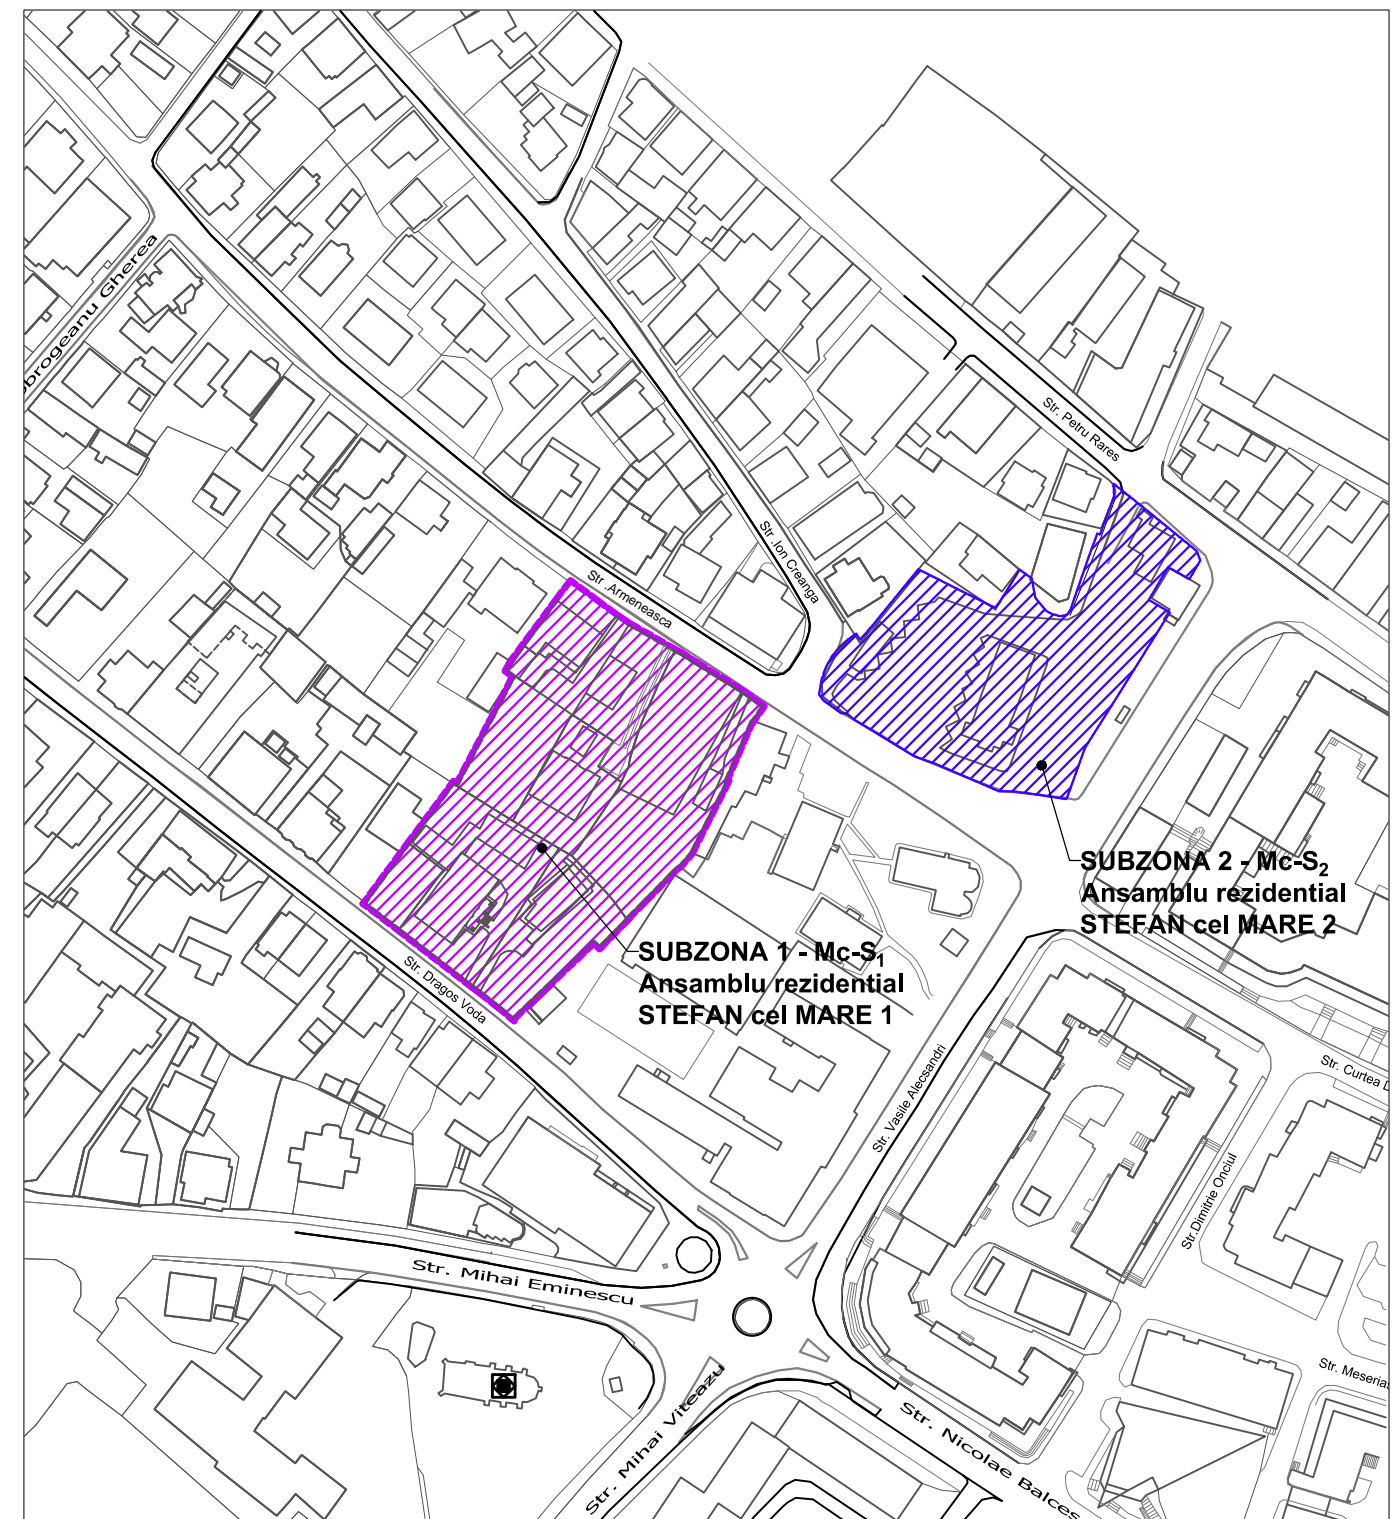 obrogeanu Gherea
Str. Petru Rares
Str .Ion Creanga
Str .Armeneasca
SUBZONA 2 - Mc-S₂
Ansamblu rezidential
STEFAN cel MARE 2
SUBZONA 1 - Mc-S₁
Ansamblu rezidential
STEFAN cel MARE 1
Str. Dragos Voda
Str. Vasile Alecsandri
Str. Curtea D
Str.Dimitrie Onciul
Str. Mihai Eminescu
Str. Meserias
Str. Mihai Viteazu
Str. Nicolae Balces